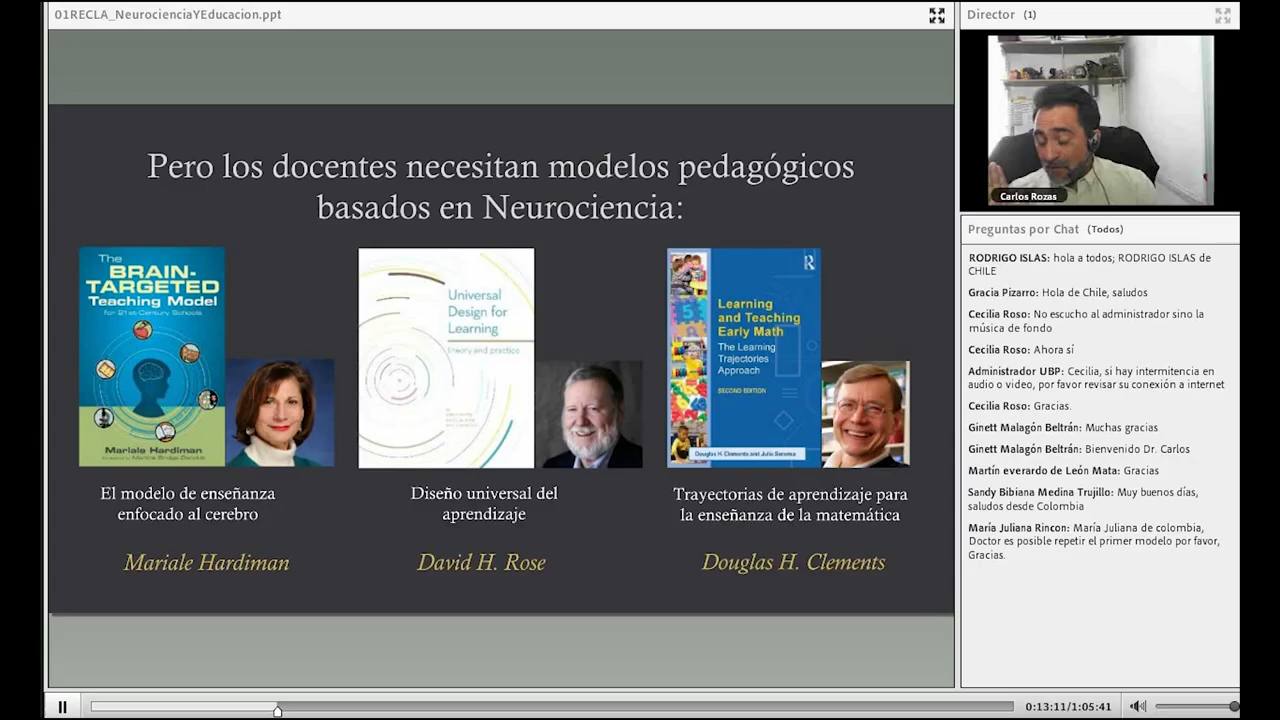 01RECLA_NeurocienciaYEducacion.ppt
Pero los docentes necesitan modelos pedagógicos
basados en Neurociencia:
The
BRAIN-
TARGETED
Teaching Model
for 21st-Century Schools
Mariale Hardiman
Universal
Design for
Learning
theory and practice
R
Learning
and Teaching
Early Math
The Learning
Trajectories
Approach
SECOND EDITION
Douglas H. Clements and Julie Sarama
El modelo de enseñanza
enfocado al cerebro
Mariale Hardiman
Diseño universal del
aprendizaje
David H. Rose
Trayectorias de aprendizaje para
la enseñanza de la matemática
Douglas H. Clements
Director (1)
Carlos Rozas
Preguntas por Chat (Todos)
RODRIGO ISLAS: hola a todos; RODRIGO ISLAS de
CHILE
Gracia Pizarro: Hola de Chile, saludos
Cecilia Roso: No escucho al administrador sino la
música de fondo
Cecilia Roso: Ahora sí
Administrador UBP: Cecilia, si hay intermitencia en
audio o video, por favor revisar su conexión a internet
Cecilia Roso: Gracias.
Ginett Malagón Beltrán: Muchas gracias
Ginett Malagón Beltrán: Bienvenido Dr. Carlos
Martín everardo de León Mata: Gracias
Sandy Bibiana Medina Trujillo: Muy buenos días,
saludos desde Colombia
María Juliana Rincon: María Juliana de colombia,
Doctor es posible repetir el primer modelo por favor,
Gracias.
0:13:11/1:05:41